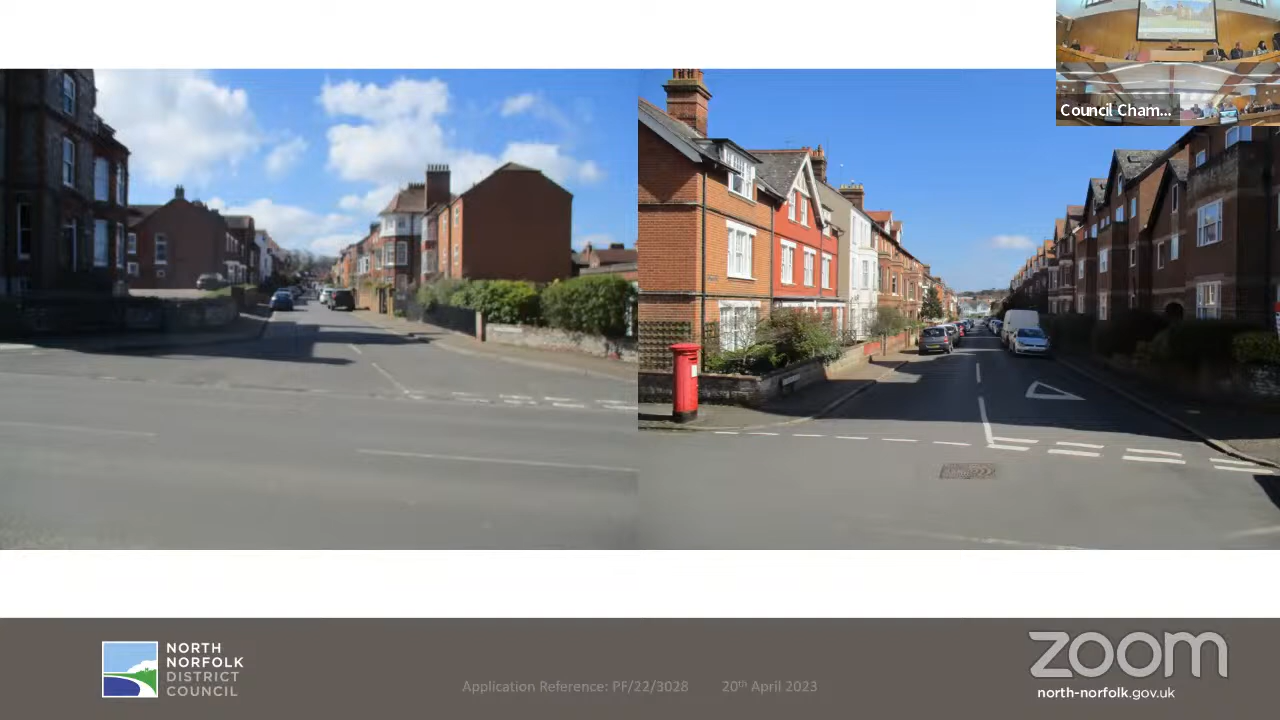 Council Cham...
NORTH
NORFOLK
DISTRICT
COUNCIL
Application Reference: PF/22/3028
20th April 2023
zoom
north-norfolk.gov.uk